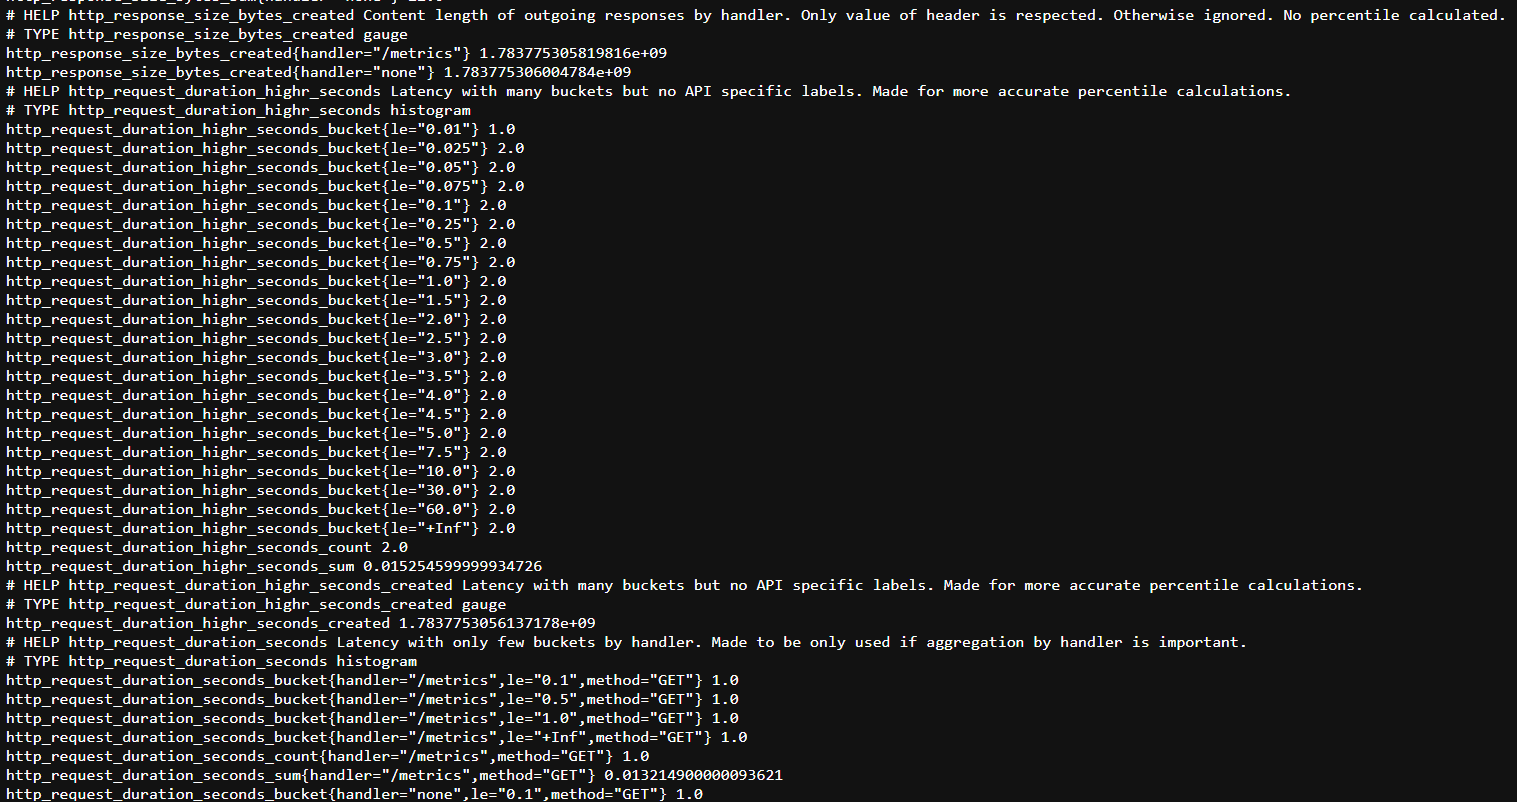 # HELP http_response_size_bytes_created Content length of outgoing responses by handler. Only value of header is respected. Otherwise ignored. No percentile calculated.
# TYPE http_response_size_bytes_created gauge
http_response_size_bytes_created{handler="/metrics"} 1.783775305819816e+09
http_response_size_bytes_created{handler="none"} 1.783775306004784e+09
# HELP http_request_duration_highr_seconds Latency with many buckets but no API specific labels. Made for more accurate percentile calculations.
# TYPE http_request_duration_highr_seconds histogram
http_request_duration_highr_seconds_bucket{le="0.01"} 1.0
http_request_duration_highr_seconds_bucket{le="0.025"} 2.0
http_request_duration_highr_seconds_bucket{le="0.05"} 2.0
http_request_duration_highr_seconds_bucket{le="0.075"} 2.0
http_request_duration_highr_seconds_bucket{le="0.1"} 2.0
http_request_duration_highr_seconds_bucket{le="0.25"} 2.0
http_request_duration_highr_seconds_bucket{le="0.5"} 2.0
http_request_duration_highr_seconds_bucket{le="0.75"} 2.0
http_request_duration_highr_seconds_bucket{le="1.0"} 2.0
http_request_duration_highr_seconds_bucket{le="1.5"} 2.0
http_request_duration_highr_seconds_bucket{le="2.0"} 2.0
http_request_duration_highr_seconds_bucket{le="2.5"} 2.0
http_request_duration_highr_seconds_bucket{le="3.0"} 2.0
http_request_duration_highr_seconds_bucket{le="3.5"} 2.0
http_request_duration_highr_seconds_bucket{le="4.0"} 2.0
http_request_duration_highr_seconds_bucket{le="4.5"} 2.0
http_request_duration_highr_seconds_bucket{le="5.0"} 2.0
http_request_duration_highr_seconds_bucket{le="7.5"} 2.0
http_request_duration_highr_seconds_bucket{le="10.0"} 2.0
http_request_duration_highr_seconds_bucket{le="30.0"} 2.0
http_request_duration_highr_seconds_bucket{le="60.0"} 2.0
http_request_duration_highr_seconds_bucket{le="+Inf"} 2.0
http_request_duration_highr_seconds_count 2.0
http_request_duration_highr_seconds_sum 0.015254599999934726
# HELP http_request_duration_highr_seconds_created Latency with many buckets but no API specific labels. Made for more accurate percentile calculations.
# TYPE http_request_duration_highr_seconds_created gauge
http_request_duration_highr_seconds_created 1.7837753056137178e+09
# HELP http_request_duration_seconds Latency with only few buckets by handler. Made to be only used if aggregation by handler is important.
# TYPE http_request_duration_seconds histogram
http_request_duration_seconds_bucket{handler="/metrics",le="0.1",method="GET"} 1.0
http_request_duration_seconds_bucket{handler="/metrics",le="0.5",method="GET"} 1.0
http_request_duration_seconds_bucket{handler="/metrics",le="1.0",method="GET"} 1.0
http_request_duration_seconds_bucket{handler="/metrics",le="+Inf",method="GET"} 1.0
http_request_duration_seconds_count{handler="/metrics",method="GET"} 1.0
http_request_duration_seconds_sum{handler="/metrics",method="GET"} 0.013214900000093621
http_request_duration_seconds_bucket{handler="none",le="0.1",method="GET"} 1.0